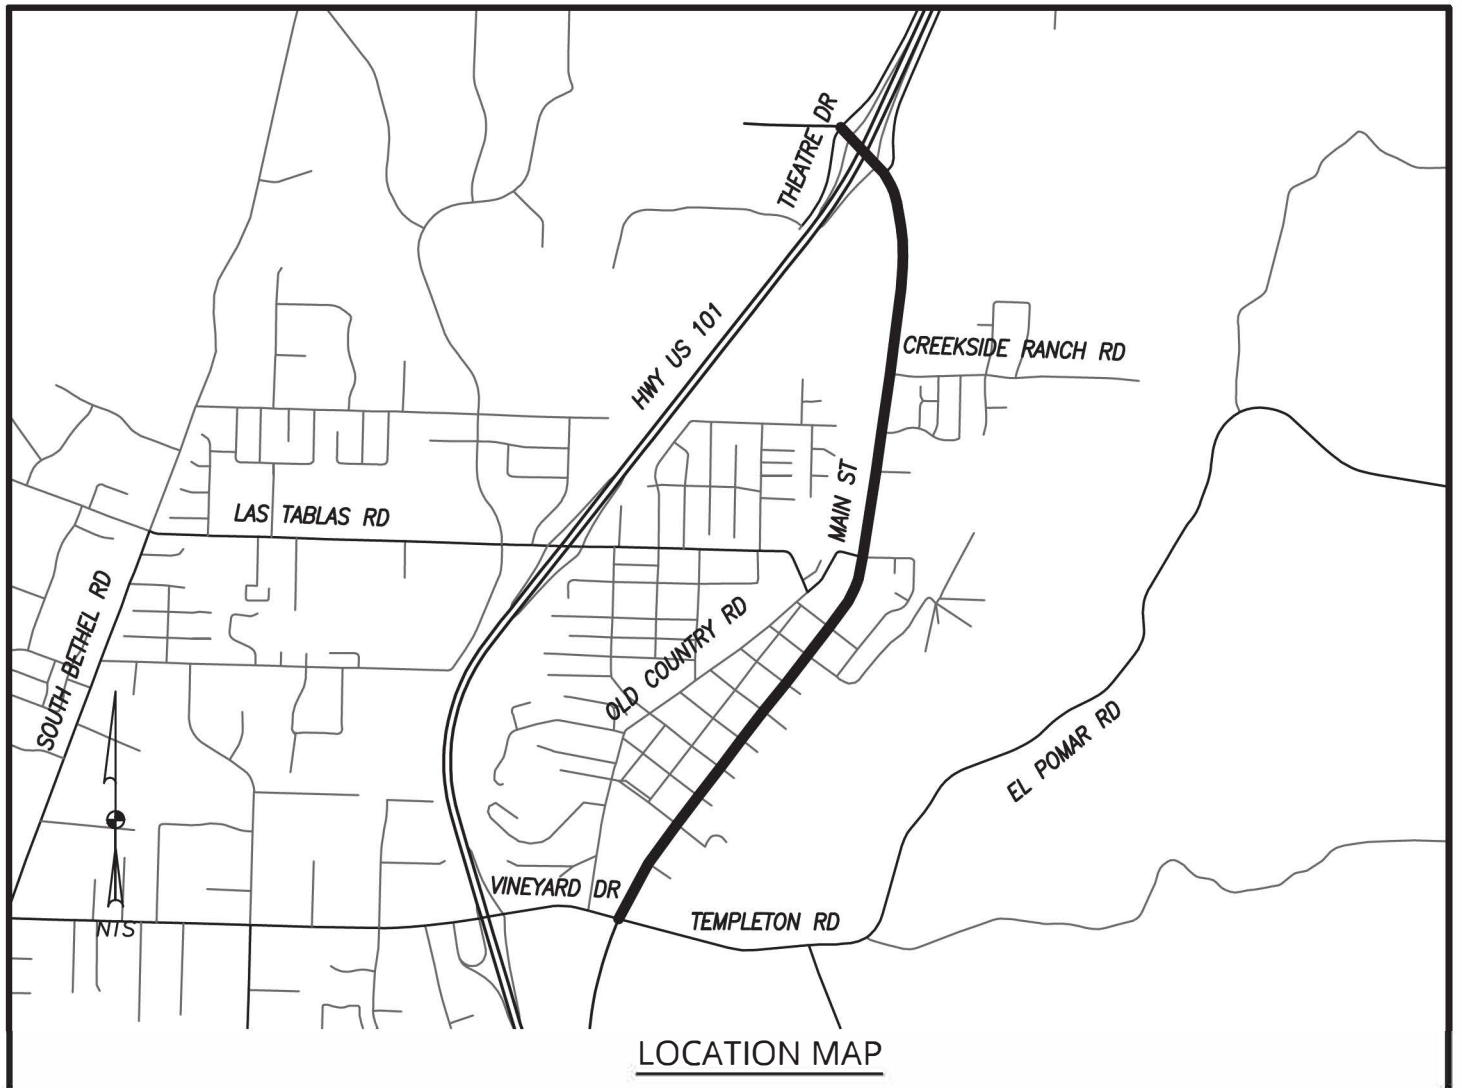 THEATRE DR
HWY US 101
CREEKSIDE RANCH RD
MAIN ST
LAS TABLAS RD
SOUTH BETHEL RD
OLD COUNTRY RD
EL POMAR RD
VINEYARD DR
TEMPLETON RD
NTS
LOCATION MAP